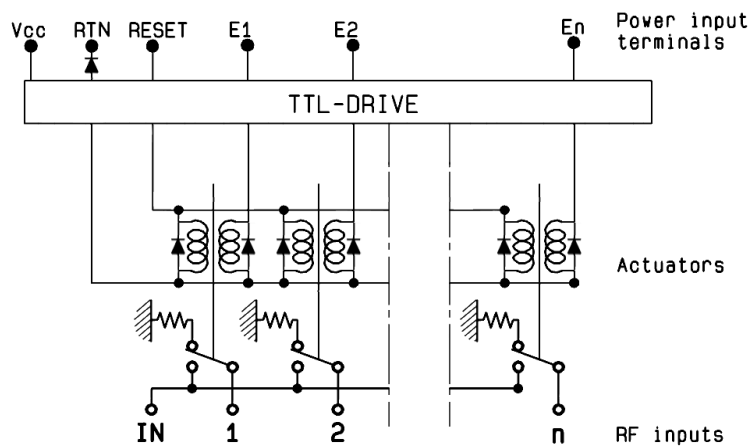 Vcc RTN RESET E1 E2 En Power input
terminals
TTL-DRIVE
Actuators
IN 1 2 n RF inputs